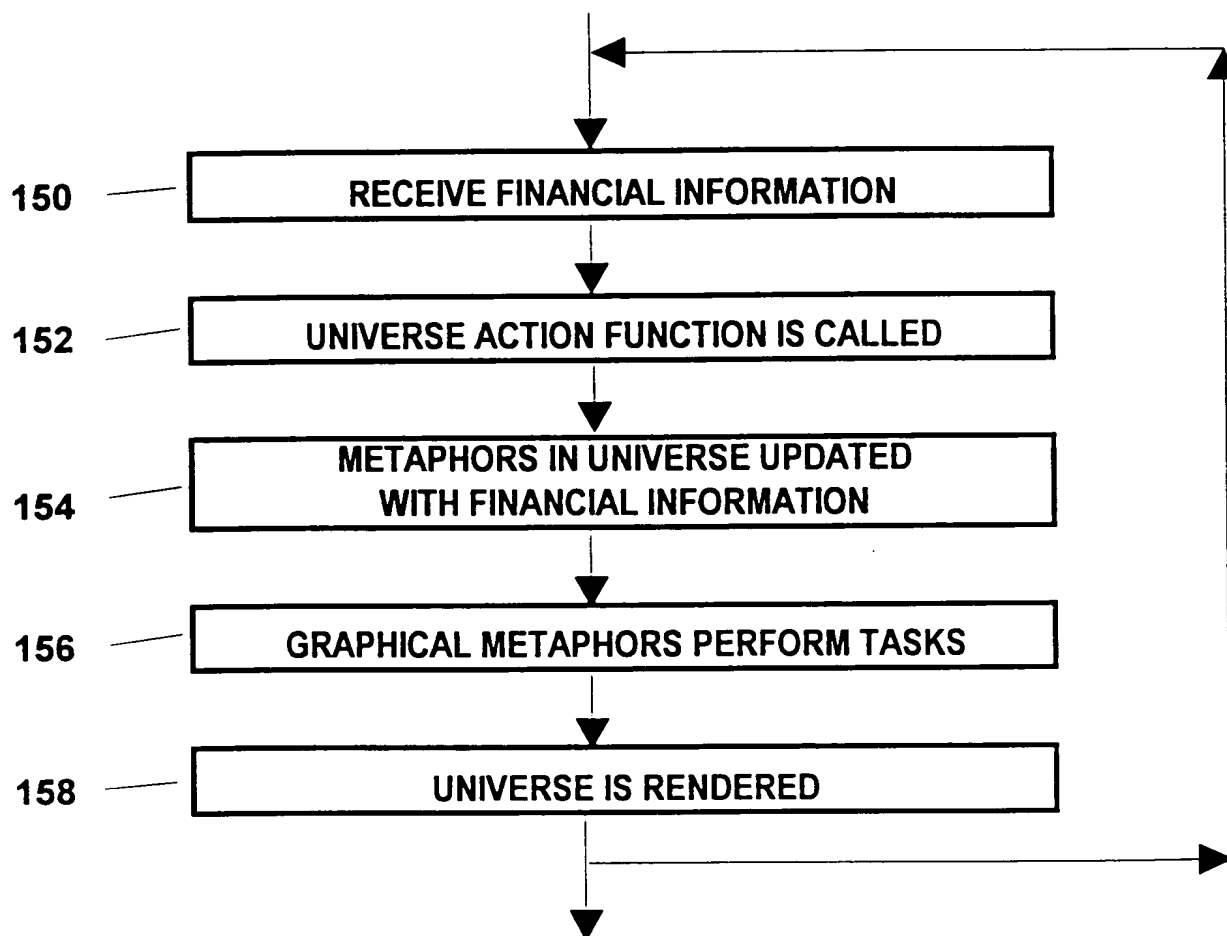 150 RECEIVE FINANCIAL INFORMATION
152 UNIVERSE ACTION FUNCTION IS CALLED
METAPHORS IN UNIVERSE UPDATED
154 WITH FINANCIAL INFORMATION
156 GRAPHICAL METAPHORS PERFORM TASKS
158 UNIVERSE IS RENDERED